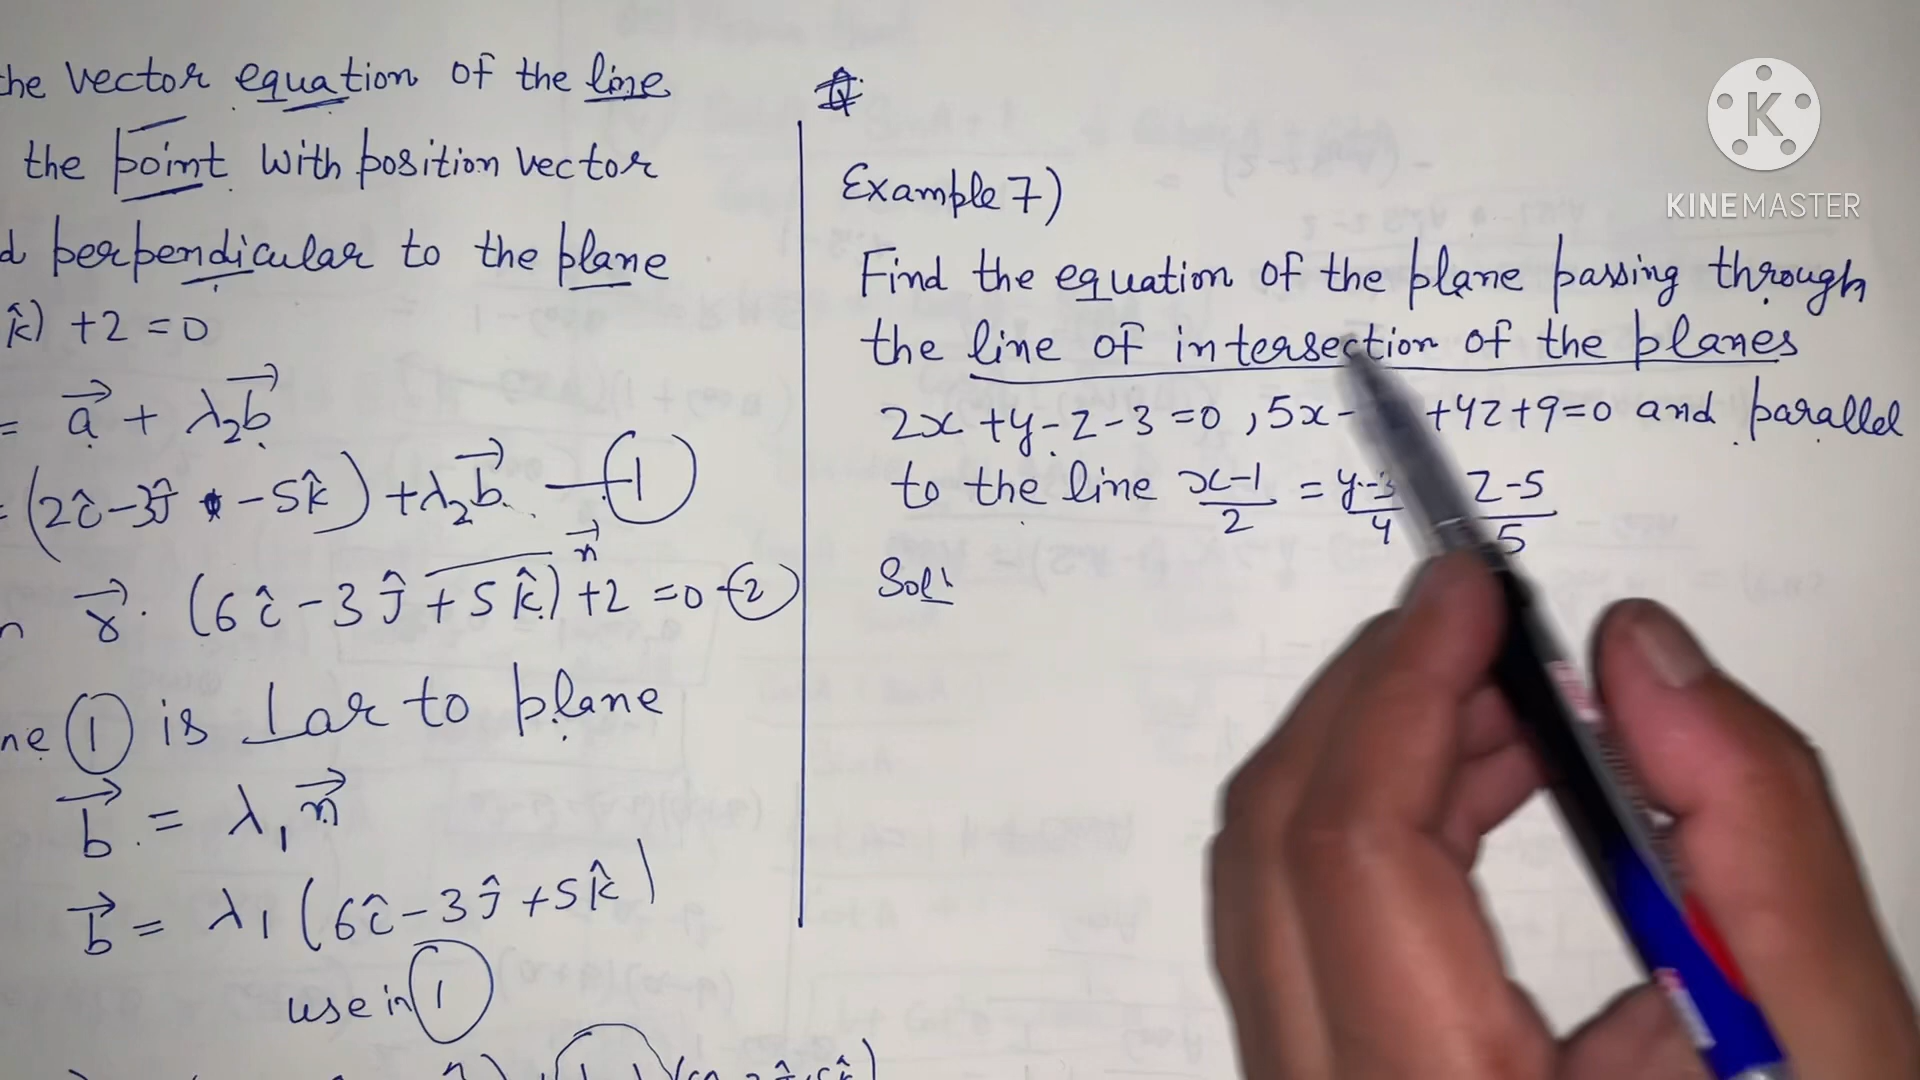 the vector equation of the line
the point with position vector
perpendicular to the plane
k̂) +2 = 0
= a⃗ + λ₂b⃗
= (2î-3ĵ -5k̂) + λ₂b⃗ —①
n⃗
r⃗. (6î - 3ĵ + 5k̂) +2 = 0 -②
① is ⊥ar to plane
b⃗ = λ₁n⃗
b⃗ = λ₁(6î-3ĵ+5k̂)
use in ①
Example 7)
Find the equation of the plane passing through
the line of intersection of the planes
2x+y-z-3=0, 5x- +4z+9=0 and parallel
to the line x-1/2 = y-3/4 z-5/5
Sol:
K
KINEMASTER